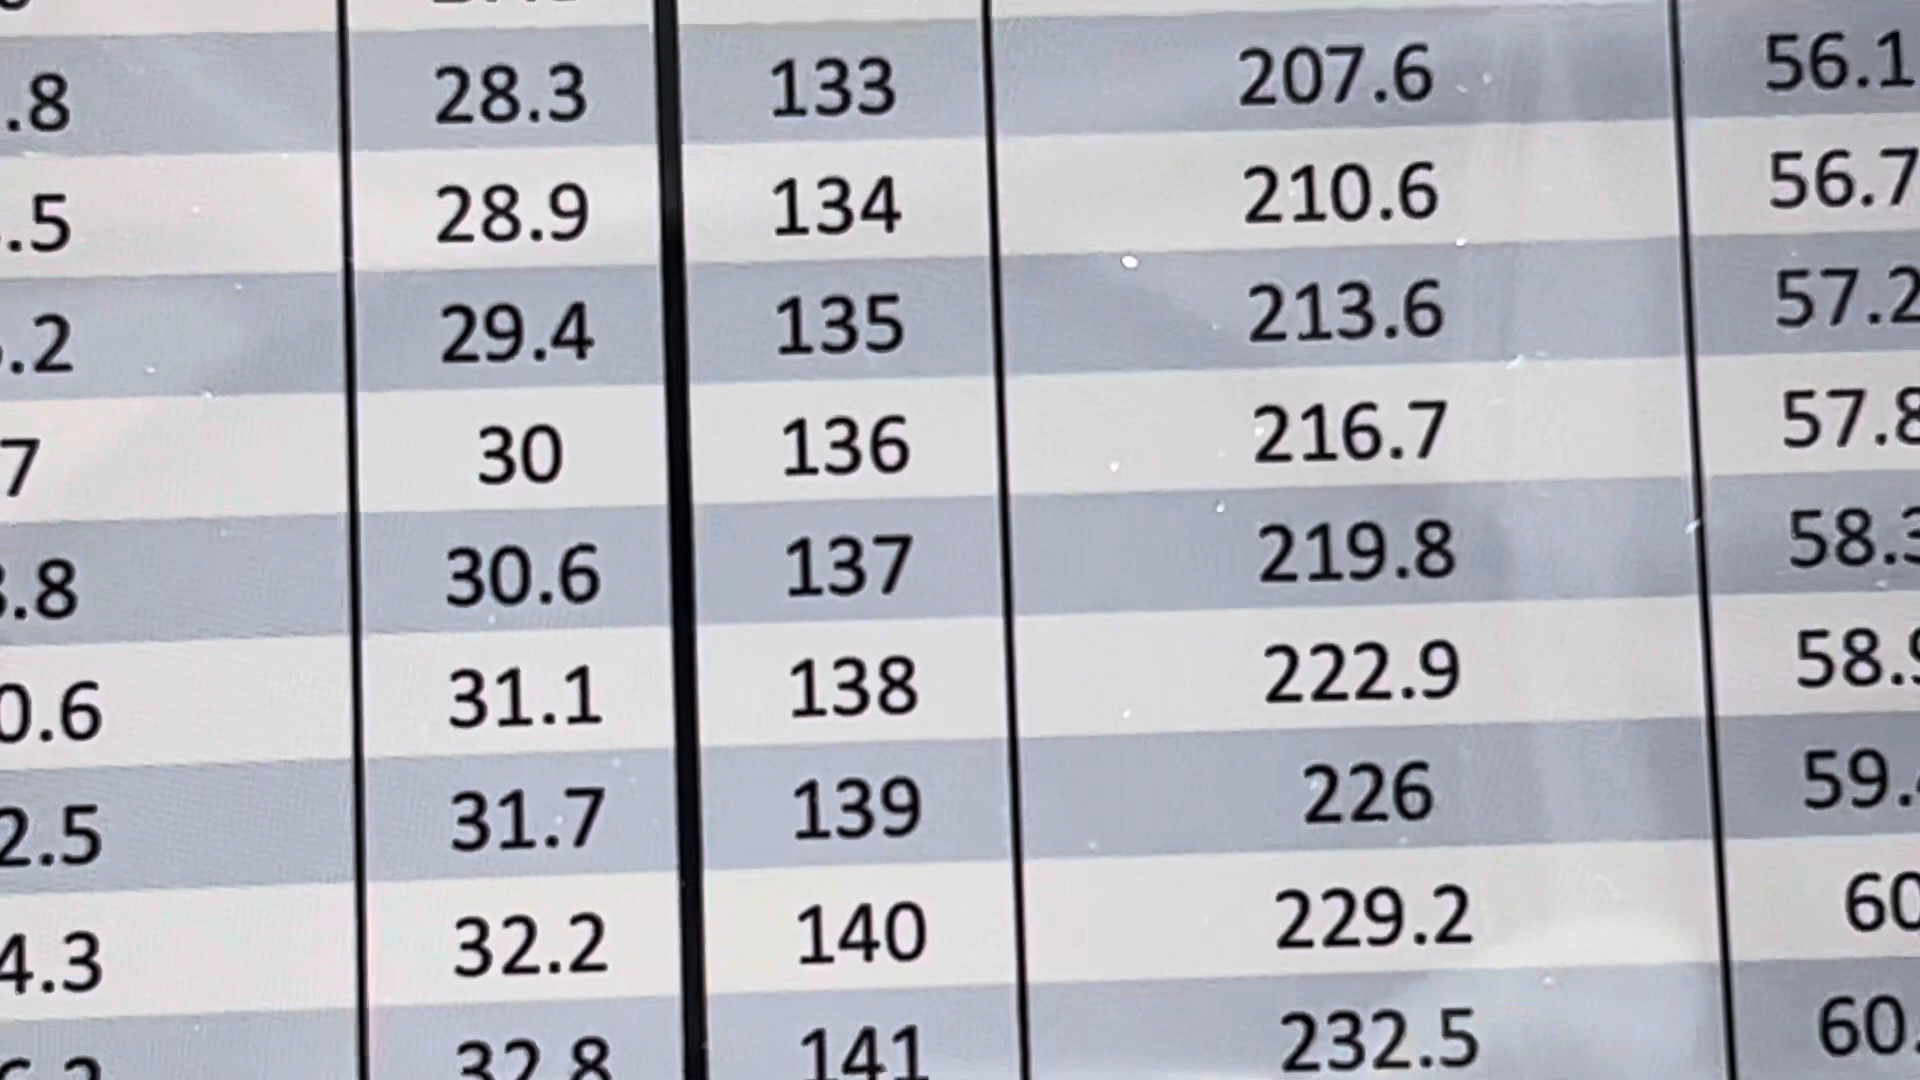 .8 28.3 133 207.6 56.1
.5 28.9 134 210.6 56.7
.2 29.4 135 213.6 57.2
7 30 136 216.7 57.8
.8 30.6 137 219.8 58.3
0.6 31.1 138 222.9 58.9
2.5 31.7 139 226 59.
4.3 32.2 140 229.2 60
32.8 141 232.5 60.